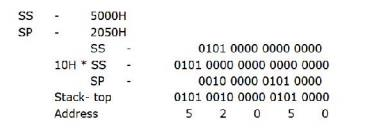 SS - 5000H
SP - 2050H
SS - 0101 0000 0000 0000
10H * SS - 0101 0000 0000 0000 0000
SP - 0010 0000 0101 0000
Stack- top 0101 0010 0000 0101 0000
Address 5 2 0 5 0